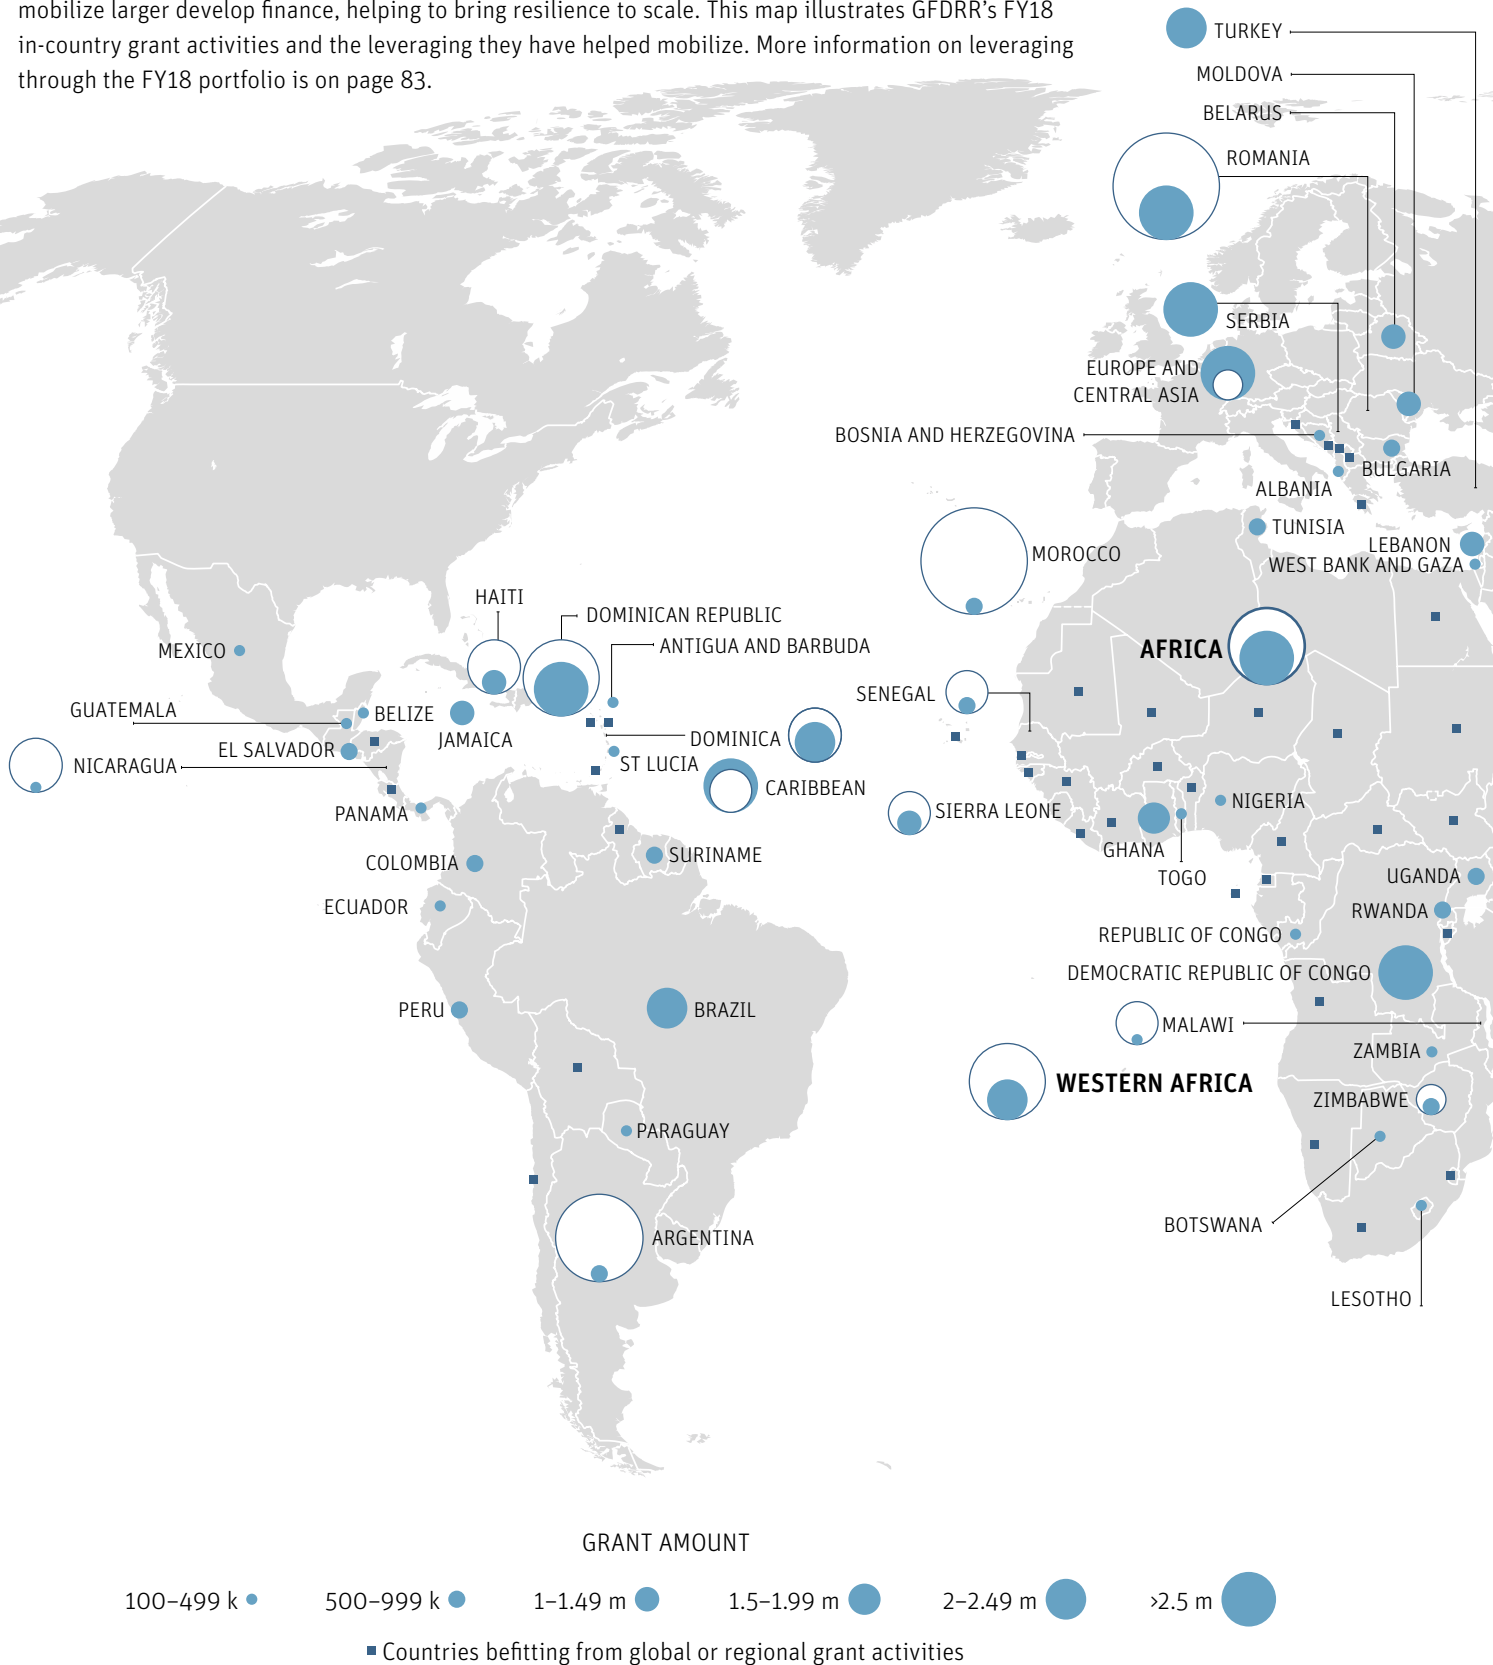 mobilize larger develop finance, helping to bring resilience to scale. This map illustrates GFDRR’s FY18
in-country grant activities and the leveraging they have helped mobilize. More information on leveraging
through the FY18 portfolio is on page 83.
TURKEY
MOLDOVA
BELARUS
ROMANIA
SERBIA
EUROPE AND
CENTRAL ASIA
BOSNIA AND HERZEGOVINA
BULGARIA
ALBANIA
TUNISIA
LEBANON
WEST BANK AND GAZA
MOROCCO
HAITI
DOMINICAN REPUBLIC
ANTIGUA AND BARBUDA
MEXICO
AFRICA
SENEGAL
GUATEMALA
BELIZE
JAMAICA
DOMINICA
EL SALVADOR
NICARAGUA
ST LUCIA
CARIBBEAN
PANAMA
SIERRA LEONE
NIGERIA
GHANA
TOGO
COLOMBIA
SURINAME
UGANDA
ECUADOR
RWANDA
REPUBLIC OF CONGO
DEMOCRATIC REPUBLIC OF CONGO
PERU
BRAZIL
MALAWI
ZAMBIA
WESTERN AFRICA
ZIMBABWE
PARAGUAY
BOTSWANA
ARGENTINA
LESOTHO
GRANT AMOUNT
100–499 k
500–999 k
1–1.49 m
1.5–1.99 m
2–2.49 m
>2.5 m
Countries befitting from global or regional grant activities